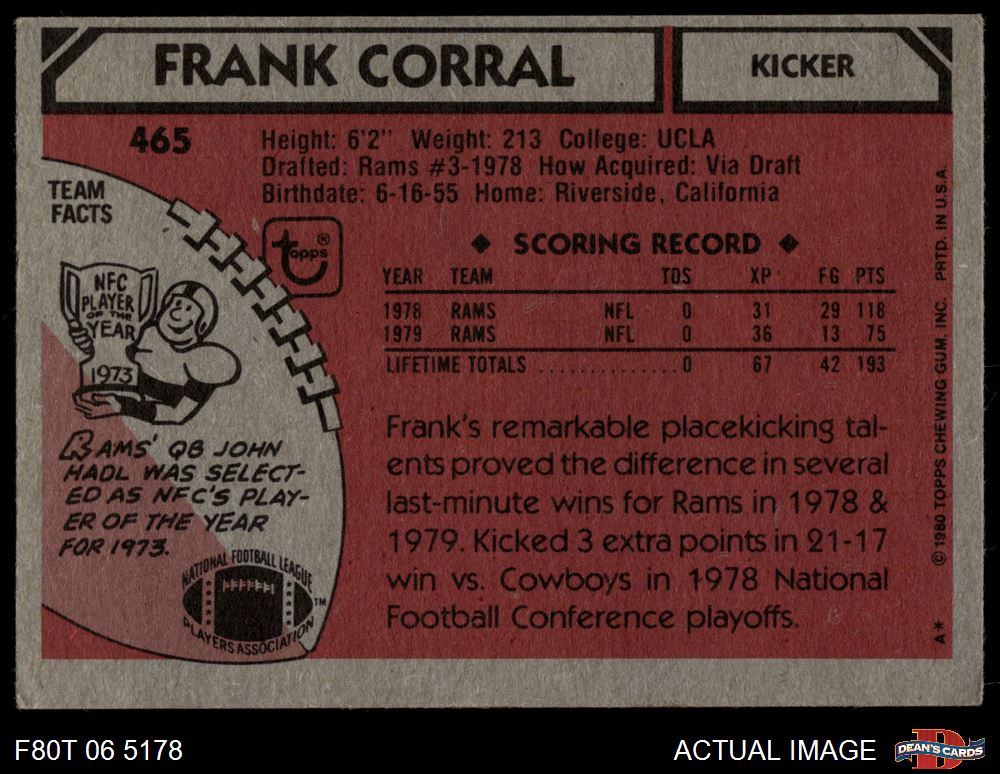 FRANK CORRAL
KICKER
465
Height: 6'2" Weight: 213 College: UCLA
Drafted: Rams #3-1978 How Acquired: Via Draft
Birthdate: 6-16-55 Home: Riverside, California
TEAM
FACTS
topps®
NFC
PLAYER
OF THE
YEAR
1973
RAMS' QB JOHN
HADL WAS SELECT-
ED AS NFC'S PLAY-
ER OF THE YEAR
FOR 1973.
NATIONAL FOOTBALL LEAGUE
PLAYERS ASSOCIATION
TM
◆ SCORING RECORD ◆
YEAR TEAM TDS XP FG PTS
1978 RAMS NFL 0 31 29 118
1979 RAMS NFL 0 36 13 75
LIFETIME TOTALS ..............0 67 42 193
Frank's remarkable placekicking tal-
ents proved the difference in several
last-minute wins for Rams in 1978 &
1979. Kicked 3 extra points in 21-17
win vs. Cowboys in 1978 National
Football Conference playoffs.
A* © 1980 TOPPS CHEWING GUM, INC. PRTD. IN U.S.A.
F80T 06 5178
ACTUAL IMAGE
D
DEAN'S CARDS